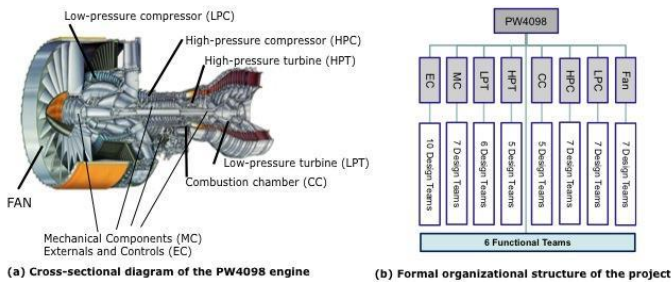 Low-pressure compressor (LPC)
High-pressure compressor (HPC)
High-pressure turbine (HPT)
Low-pressure turbine (LPT)
Combustion chamber (CC)
FAN
Mechanical Components (MC)
Externals and Controls (EC)
(a) Cross-sectional diagram of the PW4098 engine
PW4098
EC
MC
LPT
HPT
CC
HPC
LPC
Fan
10 Design Teams
7 Design Teams
6 Design Teams
5 Design Teams
5 Design Teams
7 Design Teams
7 Design Teams
7 Design Teams
6 Functional Teams
(b) Formal organizational structure of the project